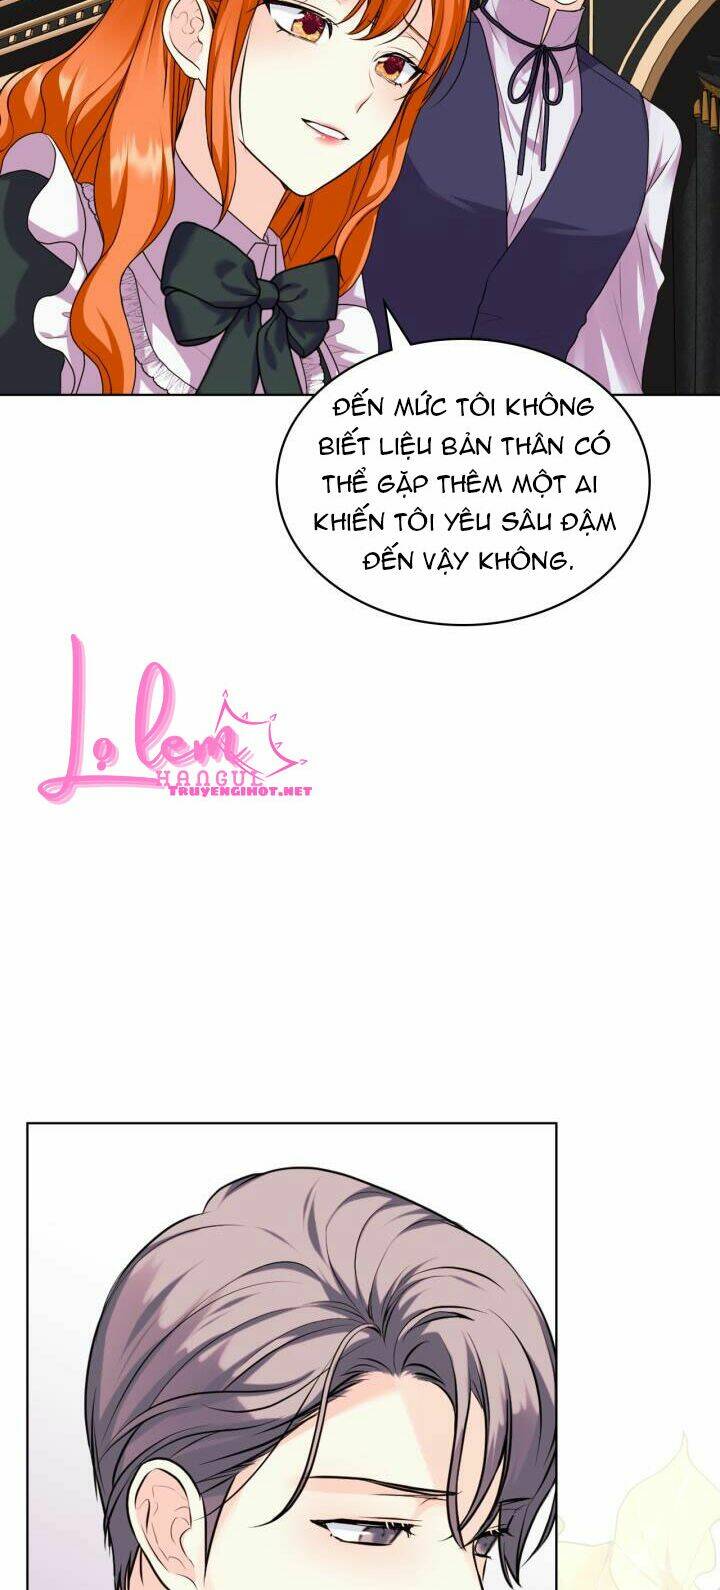 ĐẾN MỨC TÔI KHÔNG
BIẾT LIỆU BẢN THÂN CÓ
THỂ GẶP THÊM MỘT AI
KHIẾN TÔI YÊU SÂU ĐẬM
ĐẾN VẬY KHÔNG.
Lọ lem
HANGUL
TRUYENGIHOT.NET